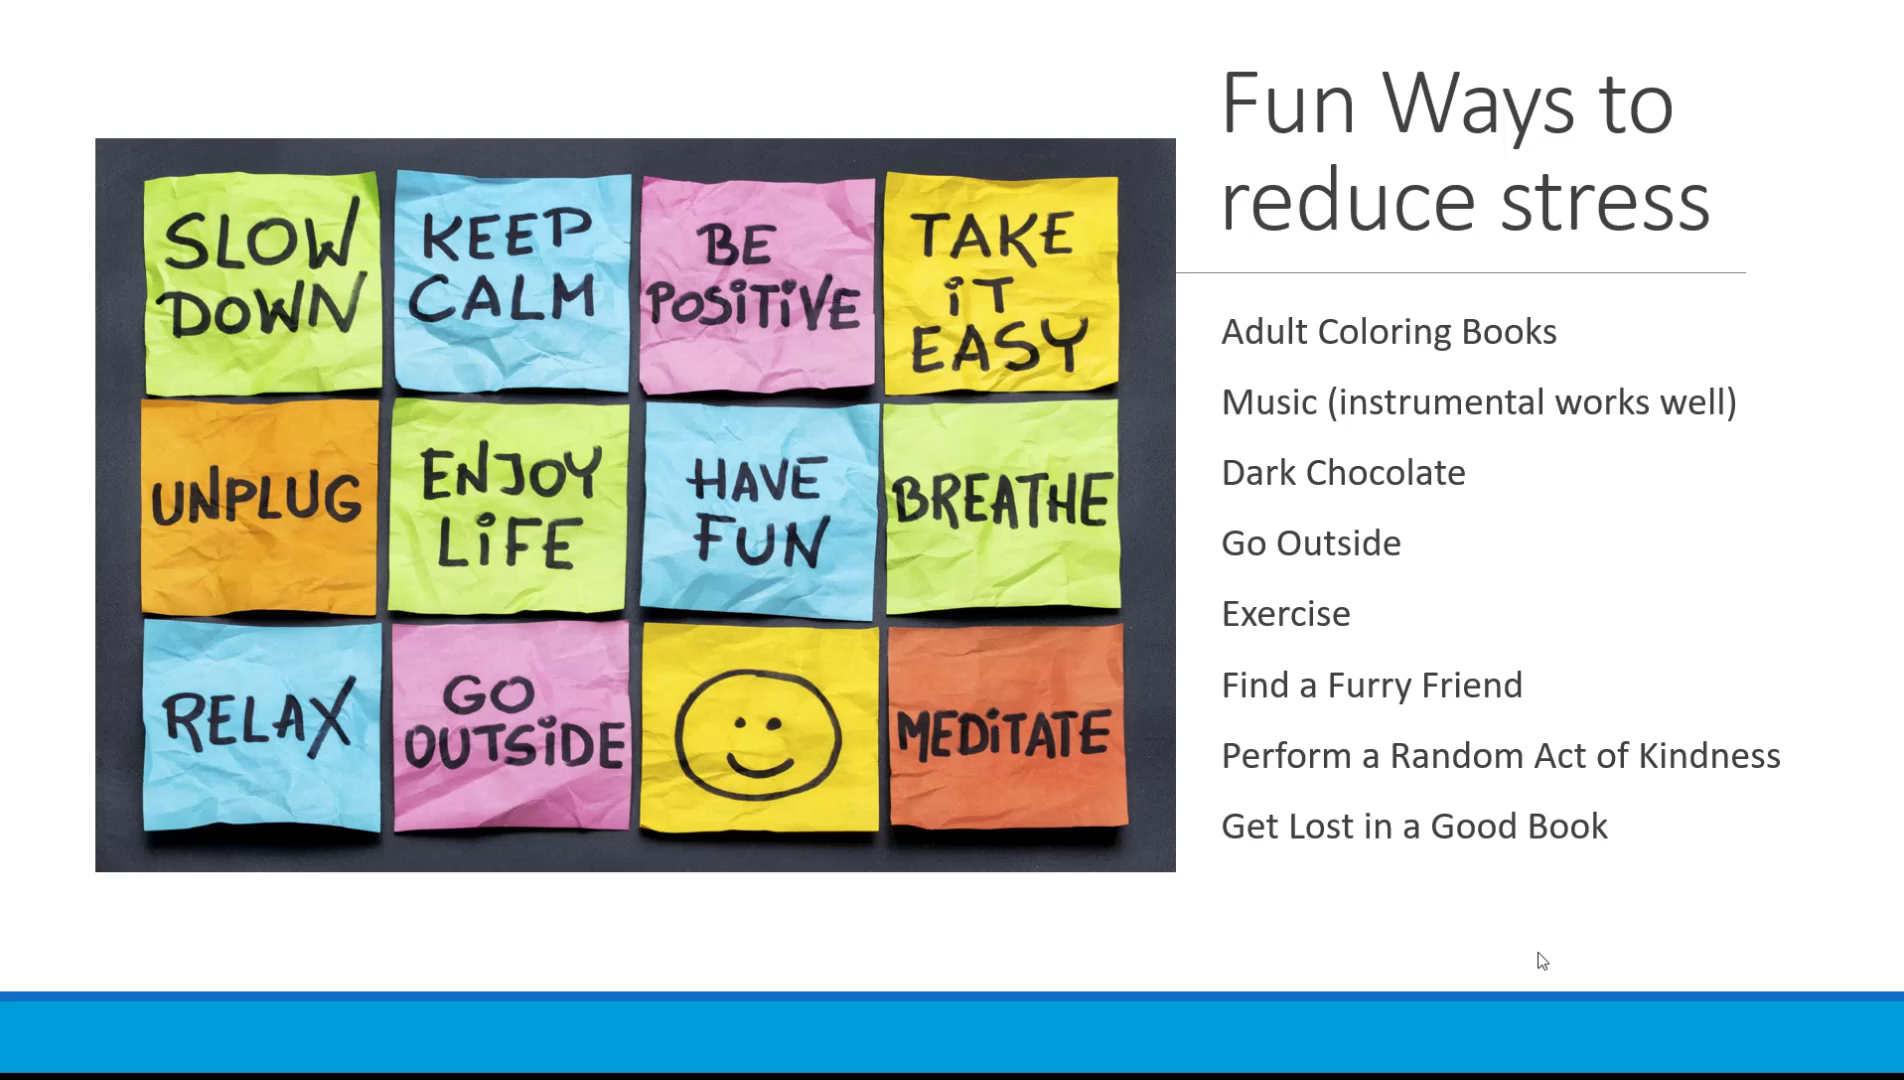 SLOW
DOWN
KEEP
CALM
BE
POSiTiVE
TAKE
iT
EASY
UNPLUG
ENJOY
LiFE
HAVE
FUN
BREATHE
RELAX
GO
OUTSiDE
MEDiTATE
Fun Ways to
reduce stress
Adult Coloring Books
Music (instrumental works well)
Dark Chocolate
Go Outside
Exercise
Find a Furry Friend
Perform a Random Act of Kindness
Get Lost in a Good Book